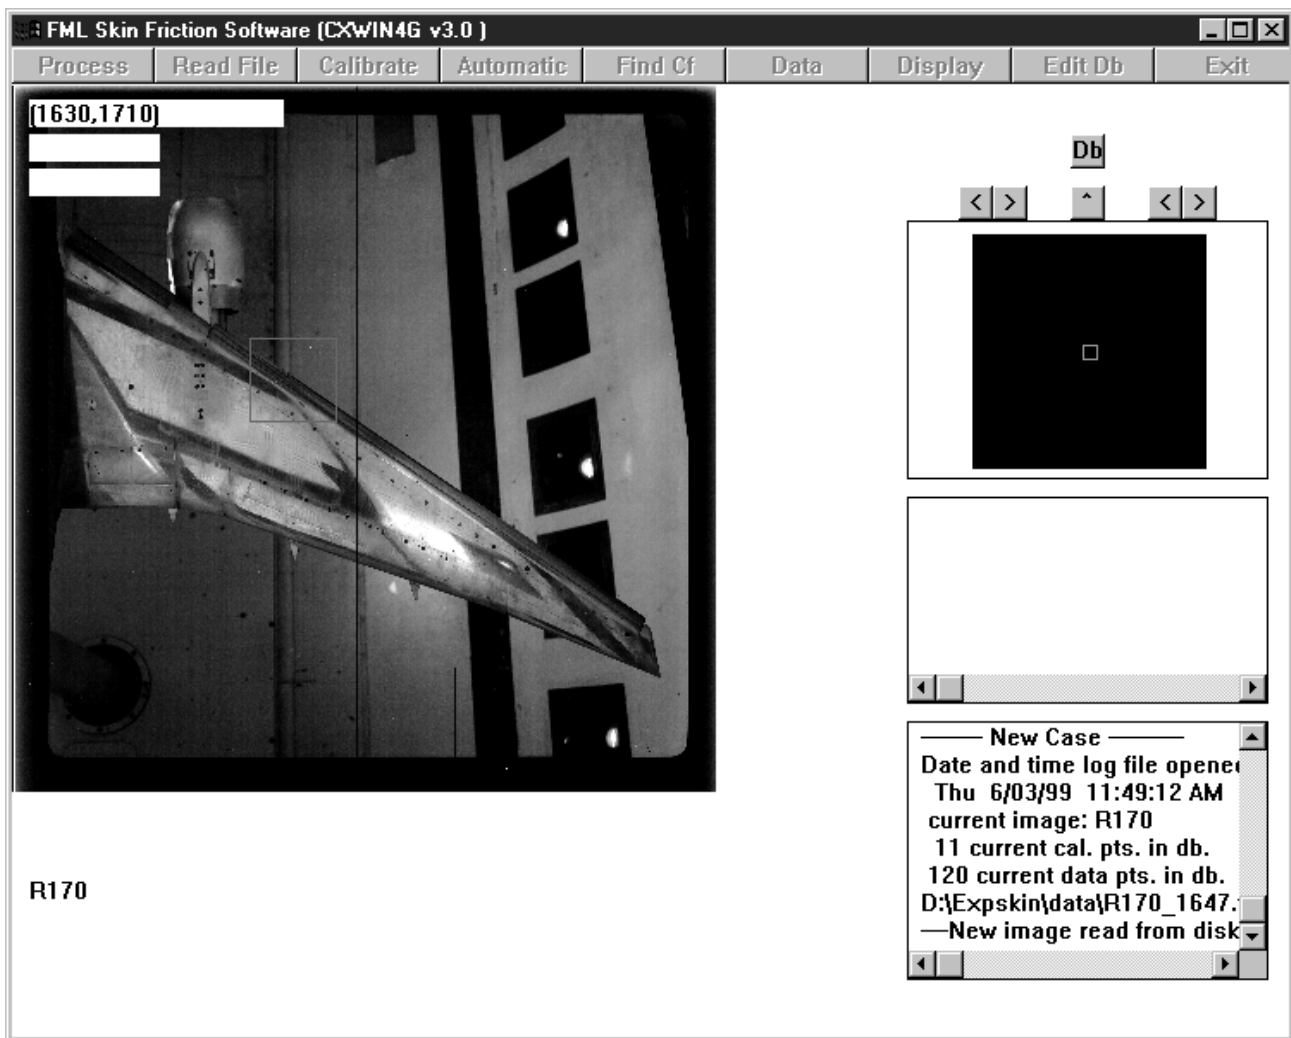 FML Skin Friction Software (CXWIN4G v3.0 )
Process Read File Calibrate Automatic Find Cf Data Display Edit Db Exit
(1630,1710)
Db
< > ^ < >
New Case
Date and time log file opened
Thu 6/03/99 11:49:12 AM
current image: R170
11 current cal. pts. in db.
120 current data pts. in db.
D:\Expskin\data\R170_1647.
New image read from disk
R170